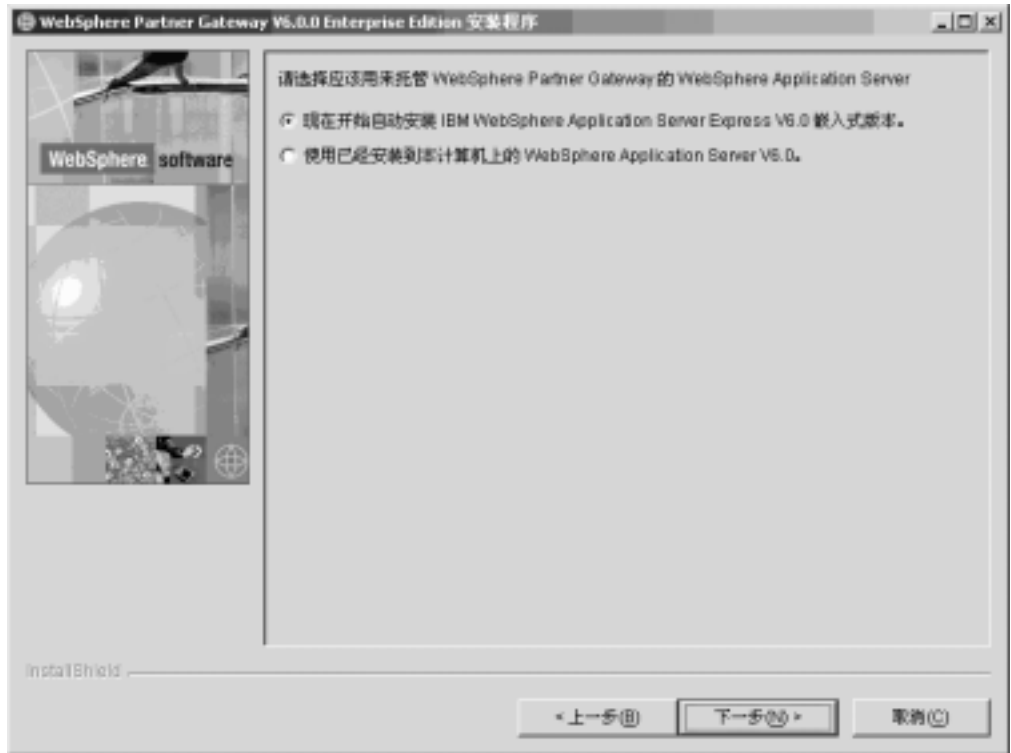 WebSphere Partner Gateway V6.0.0 Enterprise Edition 安装程序
WebSphere software
请选择应该用来托管 WebSphere Partner Gateway 的 WebSphere Application Server
现在开始自动安装 IBM WebSphere Application Server Express V6.0 嵌入式版本。
使用已经安装到本计算机上的 WebSphere Application Server V6.0。
InstallShield
<上一步(B)
下一步(N)>
取消(C)